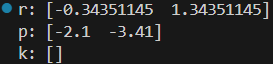 r: [-0.34351145 1.34351145]
p: [-2.1 -3.41]
k: []